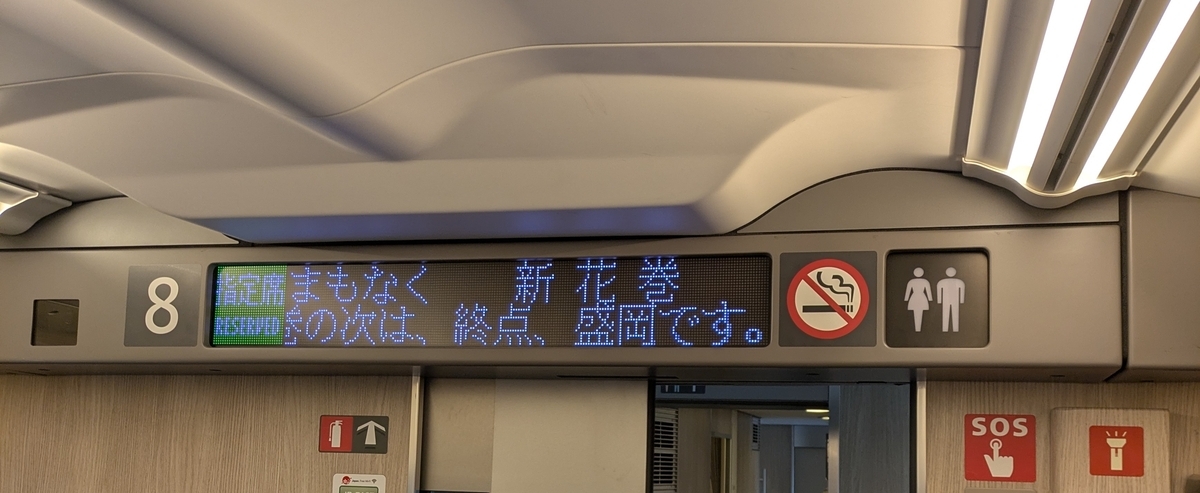 8
指定席
RESERVED
まもなく 新花巻
の次は、終点、盛岡です。
SOS